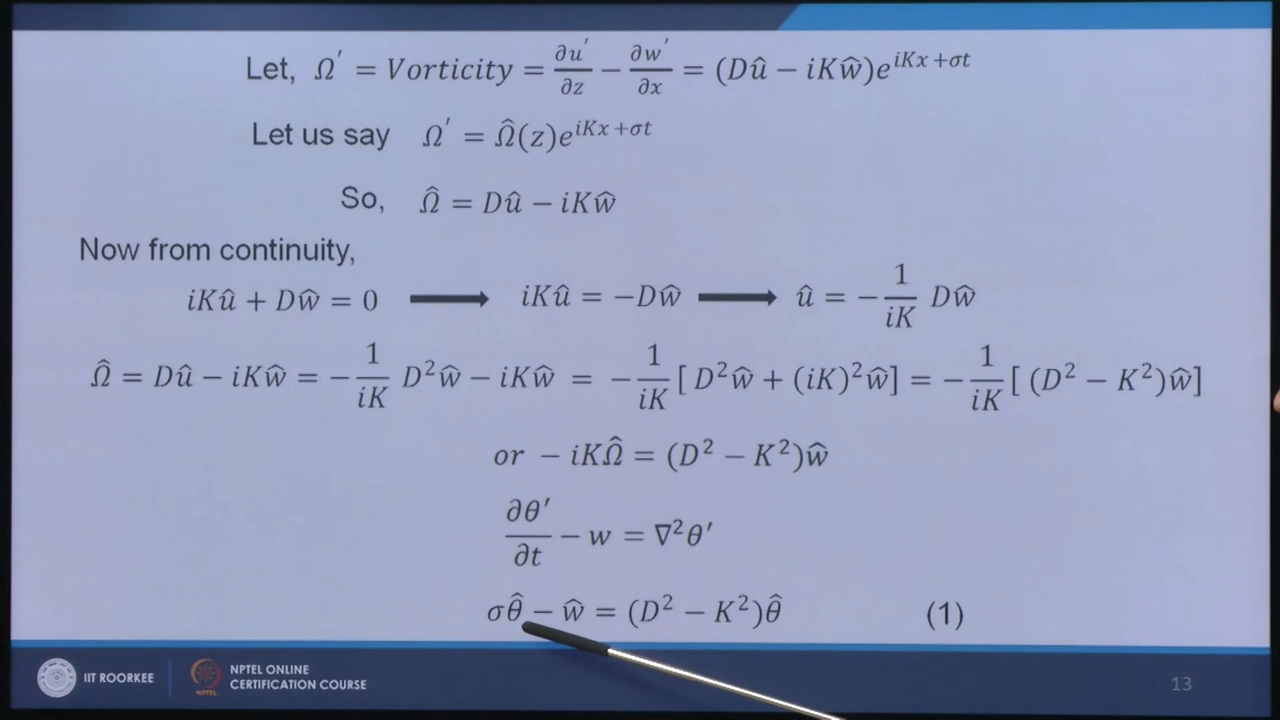 Let, Ω′ = Vorticity = ∂u′/∂z − ∂w′/∂x = (Dû − iKŵ)e^{iKx+σt}
Let us say Ω′ = Ω̂(z)e^{iKx+σt}
So, Ω̂ = Dû − iKŵ
Now from continuity,
iKû + Dŵ = 0 → iKû = −Dŵ → û = −1/iK Dŵ
Ω̂ = Dû − iKŵ = −1/iK D²ŵ − iKŵ = −1/iK [ D²ŵ + (iK)²ŵ] = −1/iK [ (D² − K²)ŵ]
or − iKΩ̂ = (D² − K²)ŵ
∂θ′/∂t − w = ∇²θ′
σθ̂ − ŵ = (D² − K²)θ̂ (1)
IIT ROORKEE
NPTEL ONLINE
CERTIFICATION COURSE
NPTEL
13